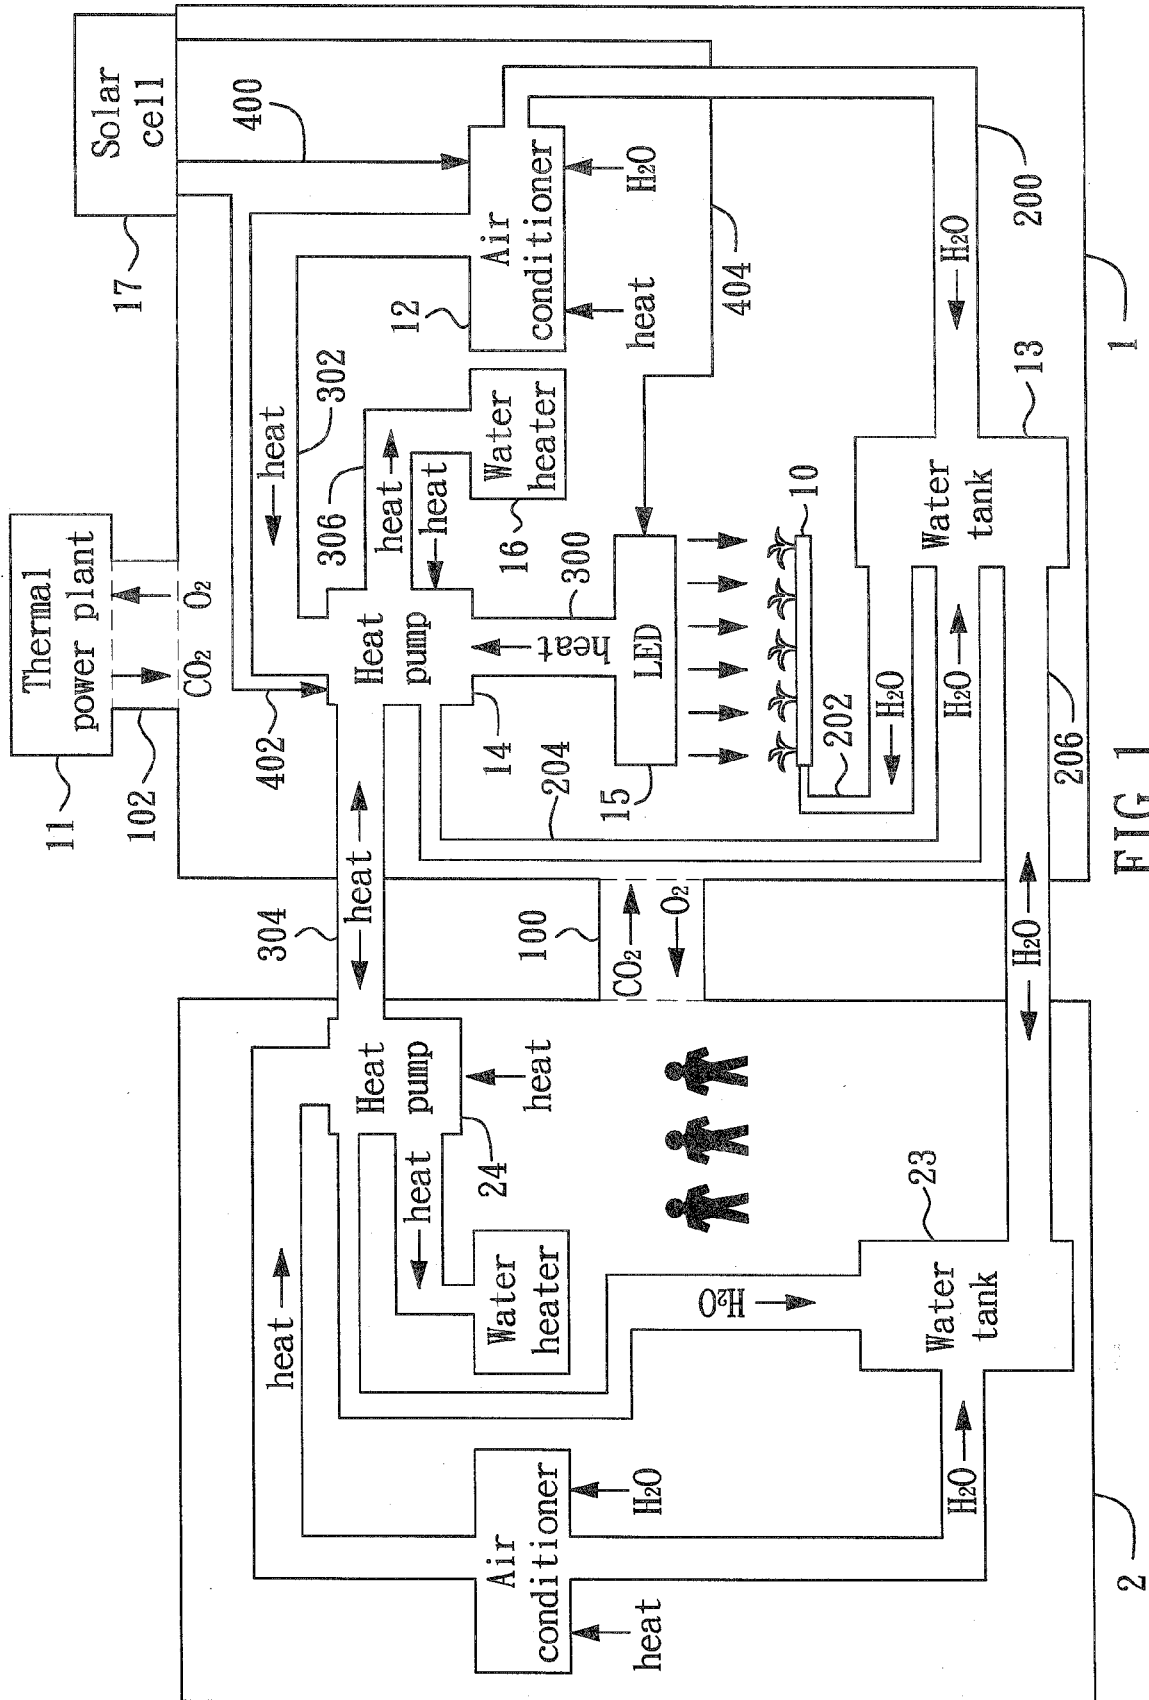 Thermal
power plant
11
102
CO2
O2
Solar
cell
17
400
402
304
heat
heat
302
306
heat
heat
Heat
pump
14
Water
heater
16
Air
conditioner
12
heat
H2O
404
300
heat
LED
15
204
10
202
H2O
H2O
Water
tank
13
H2O
200
206
1
100
CO2
O2
H2O
heat
Heat
pump
24
heat
heat
Water
heater
Air
conditioner
heat
H2O
H2O
Water
tank
23
H2O
2
FIG 1